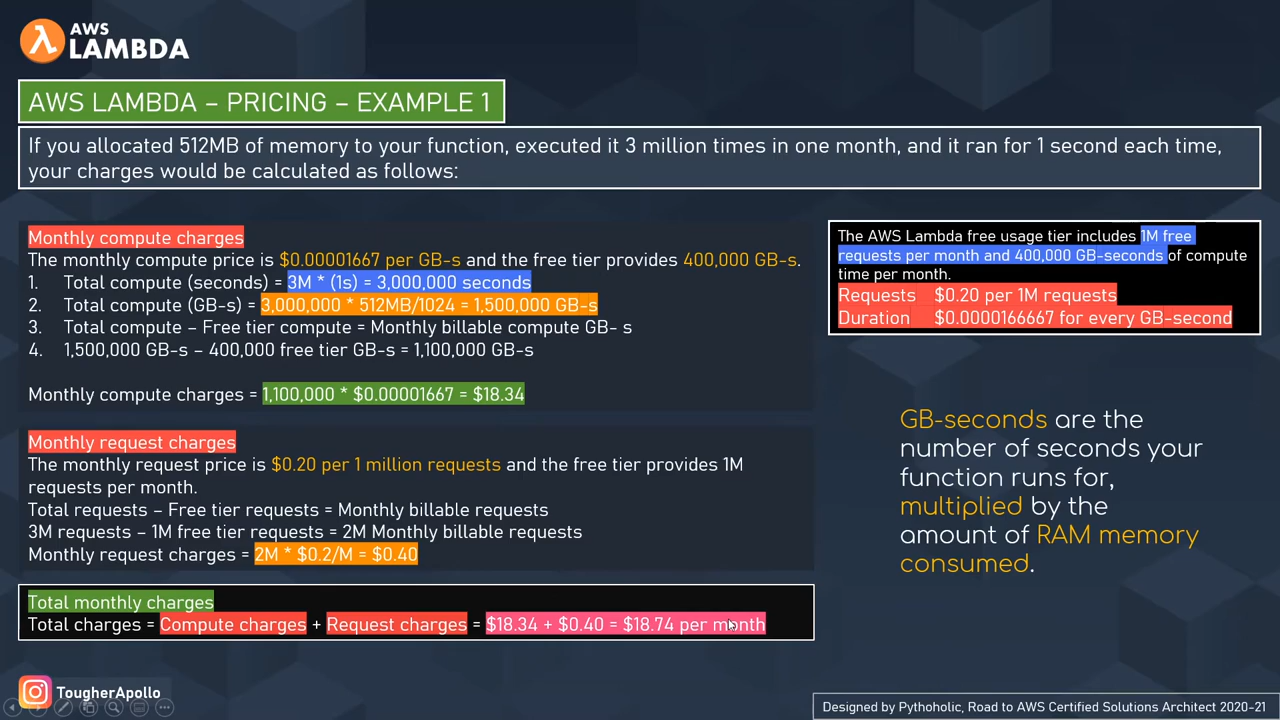 AWS
LAMBDA
AWS LAMBDA – PRICING – EXAMPLE 1
If you allocated 512MB of memory to your function, executed it 3 million times in one month, and it ran for 1 second each time,
your charges would be calculated as follows:
Monthly compute charges
The monthly compute price is $0.00001667 per GB-s and the free tier provides 400,000 GB-s.
1. Total compute (seconds) = 3M * (1s) = 3,000,000 seconds
2. Total compute (GB-s) = 3,000,000 * 512MB/1024 = 1,500,000 GB-s
3. Total compute – Free tier compute = Monthly billable compute GB- s
4. 1,500,000 GB-s – 400,000 free tier GB-s = 1,100,000 GB-s
Monthly compute charges = 1,100,000 * $0.00001667 = $18.34
Monthly request charges
The monthly request price is $0.20 per 1 million requests and the free tier provides 1M
requests per month.
Total requests – Free tier requests = Monthly billable requests
3M requests – 1M free tier requests = 2M Monthly billable requests
Monthly request charges = 2M * $0.2/M = $0.40
Total monthly charges
Total charges = Compute charges + Request charges = $18.34 + $0.40 = $18.74 per month
The AWS Lambda free usage tier includes 1M free
requests per month and 400,000 GB-seconds of compute
time per month.
Requests $0.20 per 1M requests
Duration $0.0000166667 for every GB-second
GB-seconds are the
number of seconds your
function runs for,
multiplied by the
amount of RAM memory
consumed.
TougherApollo
Designed by Pythoholic, Road to AWS Certified Solutions Architect 2020-21